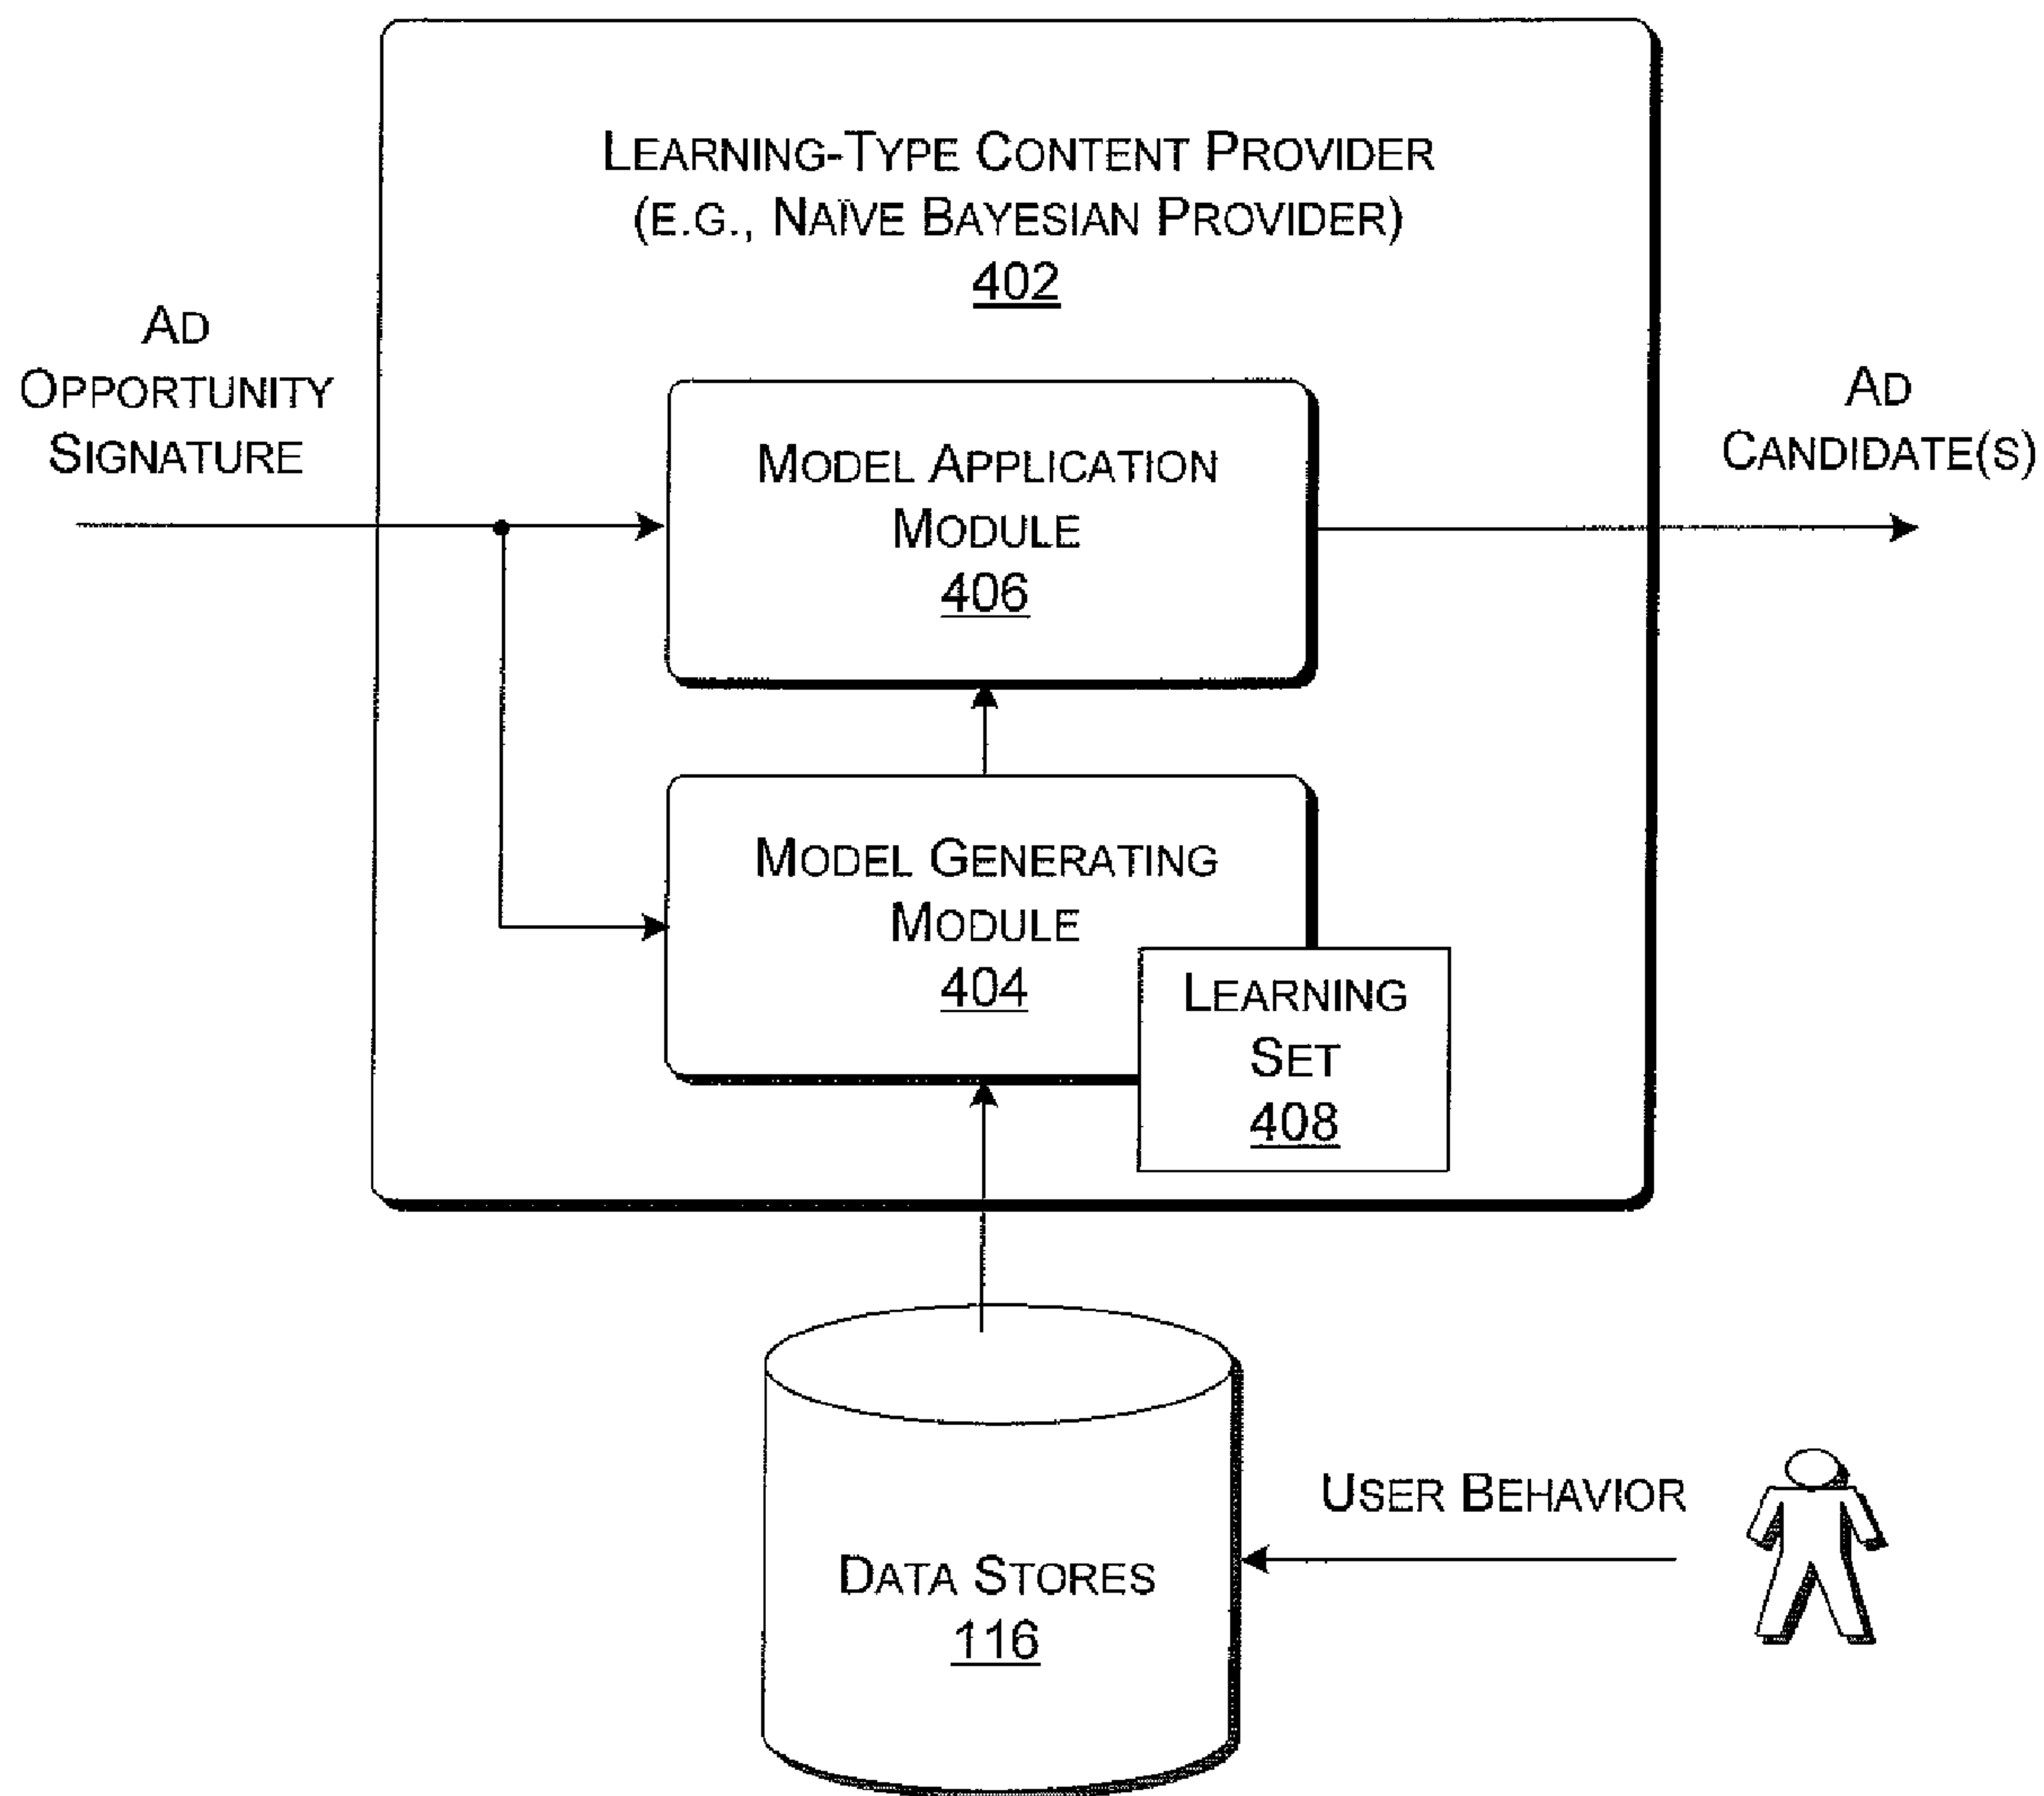 LEARNING-TYPE CONTENT PROVIDER
(E.G., NAÏVE BAYESIAN PROVIDER)
402
AD
OPPORTUNITY
SIGNATURE
AD
CANDIDATE(S)
MODEL APPLICATION
MODULE
406
MODEL GENERATING
MODULE
404
LEARNING
SET
408
USER BEHAVIOR
DATA STORES
116